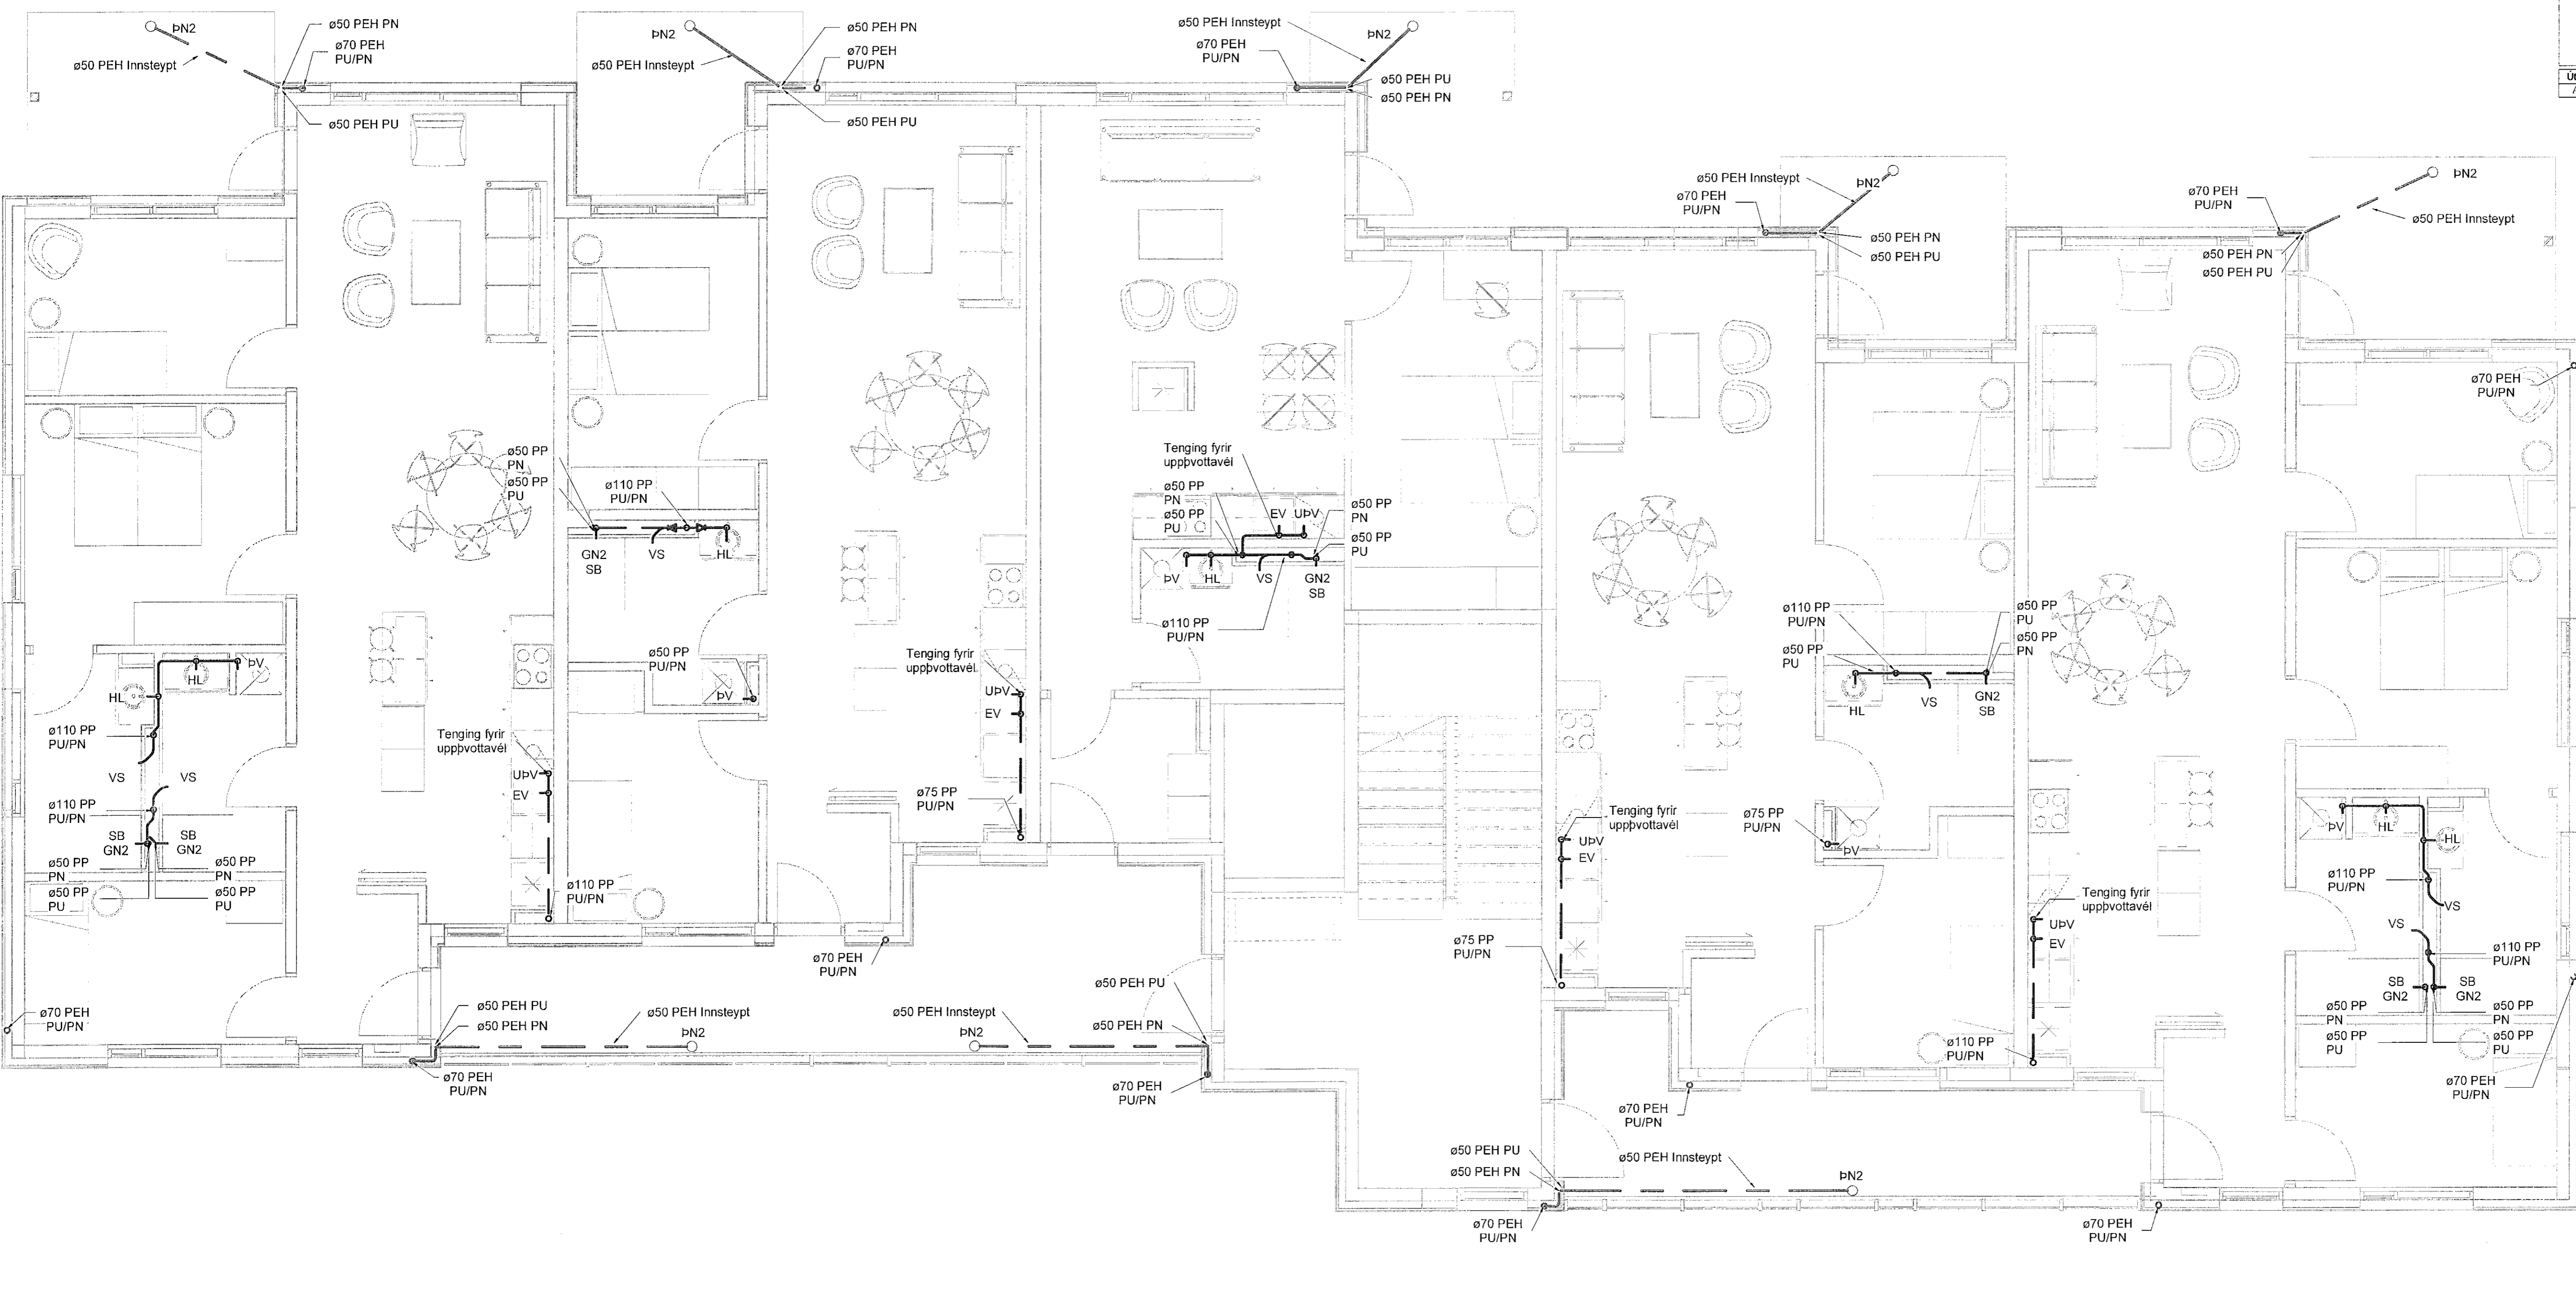 ø50 PEH PN
ÞN2
ø70 PEH
PU/PN
ø50 PEH Innsteypt
ø50 PEH PU
ø50 PEH PN
ÞN2
ø70 PEH
PU/PN
ø50 PEH Innsteypt
ø50 PEH PU
ø50 PEH Innsteypt
ÞN2
ø70 PEH
PU/PN
ø50 PEH PU
ø50 PEH PN
ø50 PEH Innsteypt
ÞN2
ø70 PEH
PU/PN
ø50 PEH PN
ø50 PEH PU
ÞN2
ø70 PEH
PU/PN
ø50 PEH Innsteypt
ø50 PEH PN
ø50 PEH PU
ø70 PEH
PU/PN
ø50 PP
PN
ø50 PP
PU
ø110 PP
PU/PN
GN2
SB
VS
HL
Tenging fyrir
uppþvottavél
ø50 PP
PN
ø50 PP
PU
EV
UÞV
ø50 PP
PN
ø50 PP
PU
ÞV
HL
VS
GN2
SB
ø110 PP
PU/PN
ø110 PP
PU/PN
ø50 PP
PU
ø50 PP
PU
ø50 PP
PN
HL
VS
GN2
SB
HL
HL
ÞV
ø110 PP
PU/PN
VS
VS
ø110 PP
PU/PN
SB
GN2
SB
GN2
ø50 PP
PN
ø50 PP
PN
ø50 PP
PU
ø50 PP
PU
ø50 PP
PU/PN
ÞV
Tenging fyrir
uppþvottavél
UÞV
EV
ø110 PP
PU/PN
Tenging fyrir
uppþvottavél
UÞV
EV
ø75 PP
PU/PN
Tenging fyrir
uppþvottavél
UÞV
EV
ø75 PP
PU/PN
ø75 PP
PU/PN
ÞV
Tenging fyrir
uppþvottavél
UÞV
EV
ø110 PP
PU/PN
ÞV
HL
HL
ø110 PP
PU/PN
VS
VS
ø110 PP
PU/PN
SB
GN2
SB
GN2
ø50 PP
PN
ø50 PP
PN
ø50 PP
PU
ø50 PP
PU
ø70 PEH
PU/PN
ø70 PEH
PU/PN
ø50 PEH PU
ø50 PEH PN
ø50 PEH Innsteypt
ÞN2
ø70 PEH
PU/PN
ø70 PEH
PU/PN
ø50 PEH Innsteypt
ÞN2
ø50 PEH PU
ø50 PEH PN
ø70 PEH
PU/PN
ø70 PEH
PU/PN
ø50 PEH PU
ø50 PEH PN
ø50 PEH Innsteypt
ÞN2
ø70 PEH
PU/PN
ø70 PEH
PU/PN